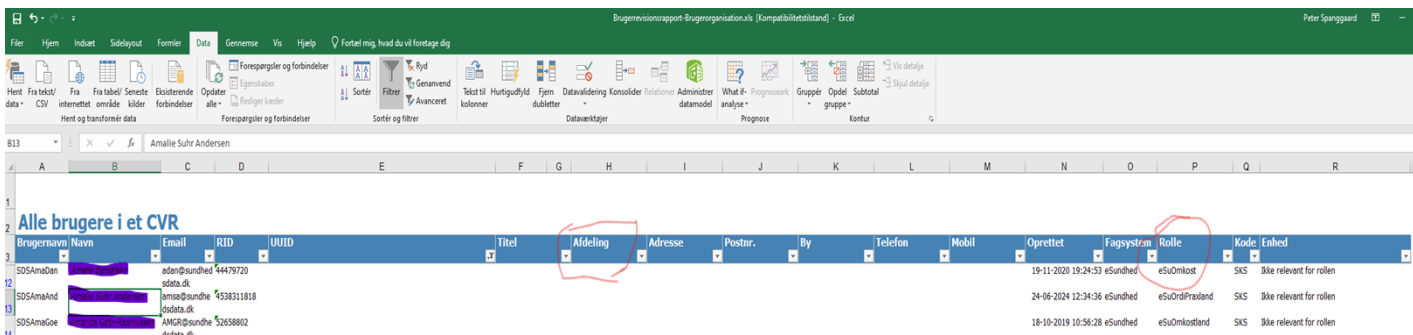 Brugerrevisionsrapport-Brugerorganisation.xls [Kompatibilitetstilstand] - Excel
Peter Spanggaard
Filer Hjem Indsæt Sidelayout Formler Data Gennemse Vis Hjælp Fortæl mig, hvad du vil foretage dig
Hent data Fra tekst/ CSV Fra internettet Fra tabel/ område Seneste kilder Eksisterende forbindelser
Hent og transformér data
Opdater alle Forespørgsler og forbindelser Egenskaber Rediger kæder
Forespørgsler og forbindelser
Sortér Filtrer Ryd Genanvend Avanceret
Sortér og filtrer
Tekst til kolonner Hurtigudfyld Fjern dubletter Datavalidering Konsolider Relationer Administrer datamodel
Dataværktøjer
What if- analyse Prognoseark
Prognose
Gruppér Opdel gruppe Subtotal Vis detalje Skjul detalje
Kontur
B13 fx Amalie Suhr Andersen
A B C D E F G H I J K L M N O P Q R
1
2 Alle brugere i et CVR
3 Brugernavn Navn Email RID UUID Titel Afdeling Adresse Postnr. By Telefon Mobil Oprettet Fagsystem Rolle Kode Enhed
12 SDSAmaDan adan@sundhed sdata.dk 44479720 19-11-2020 19:24:53 eSundhed eSuOmkost SKS Ikke relevant for rollen
13 SDSAmaAnd amsa@sundhe dsdata.dk 4538311818 24-06-2024 12:34:36 eSundhed eSuOrdiPraxland SKS Ikke relevant for rollen
14 SDSAmaGoe AMGR@sundhe dsdata.dk 52658802 18-10-2019 10:56:28 eSundhed eSuOmkostland SKS Ikke relevant for rollen